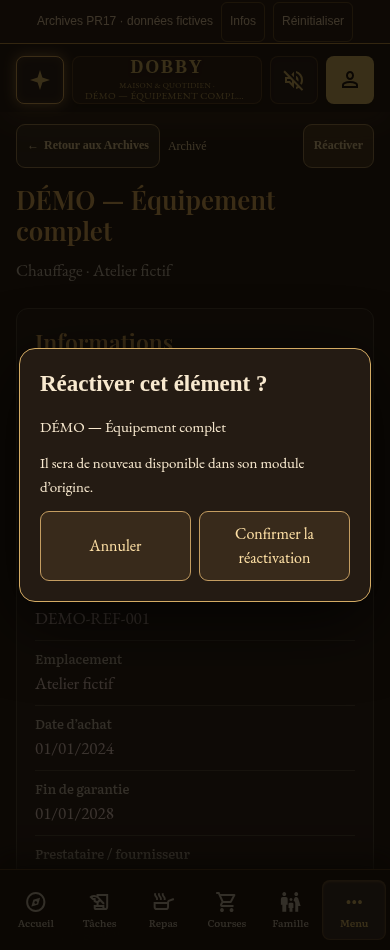 Archives PR17 · données fictives Infos Réinitialiser
DOBBY
MAISON & QUOTIDIEN
DÉMO — ÉQUIPEMENT COMPL…
← Retour aux Archives Archivé Réactiver
DÉMO — Équipement
complet
Chauffage · Atelier fictif
Informations
Réactiver cet élément ?
DÉMO — Équipement complet
Il sera de nouveau disponible dans son module
d’origine.
Annuler Confirmer la
réactivation
DEMO-REF-001
Emplacement
Atelier fictif
Date d’achat
01/01/2024
Fin de garantie
01/01/2028
Prestataire / fournisseur
Accueil Tâches Repas Courses Famille Menu